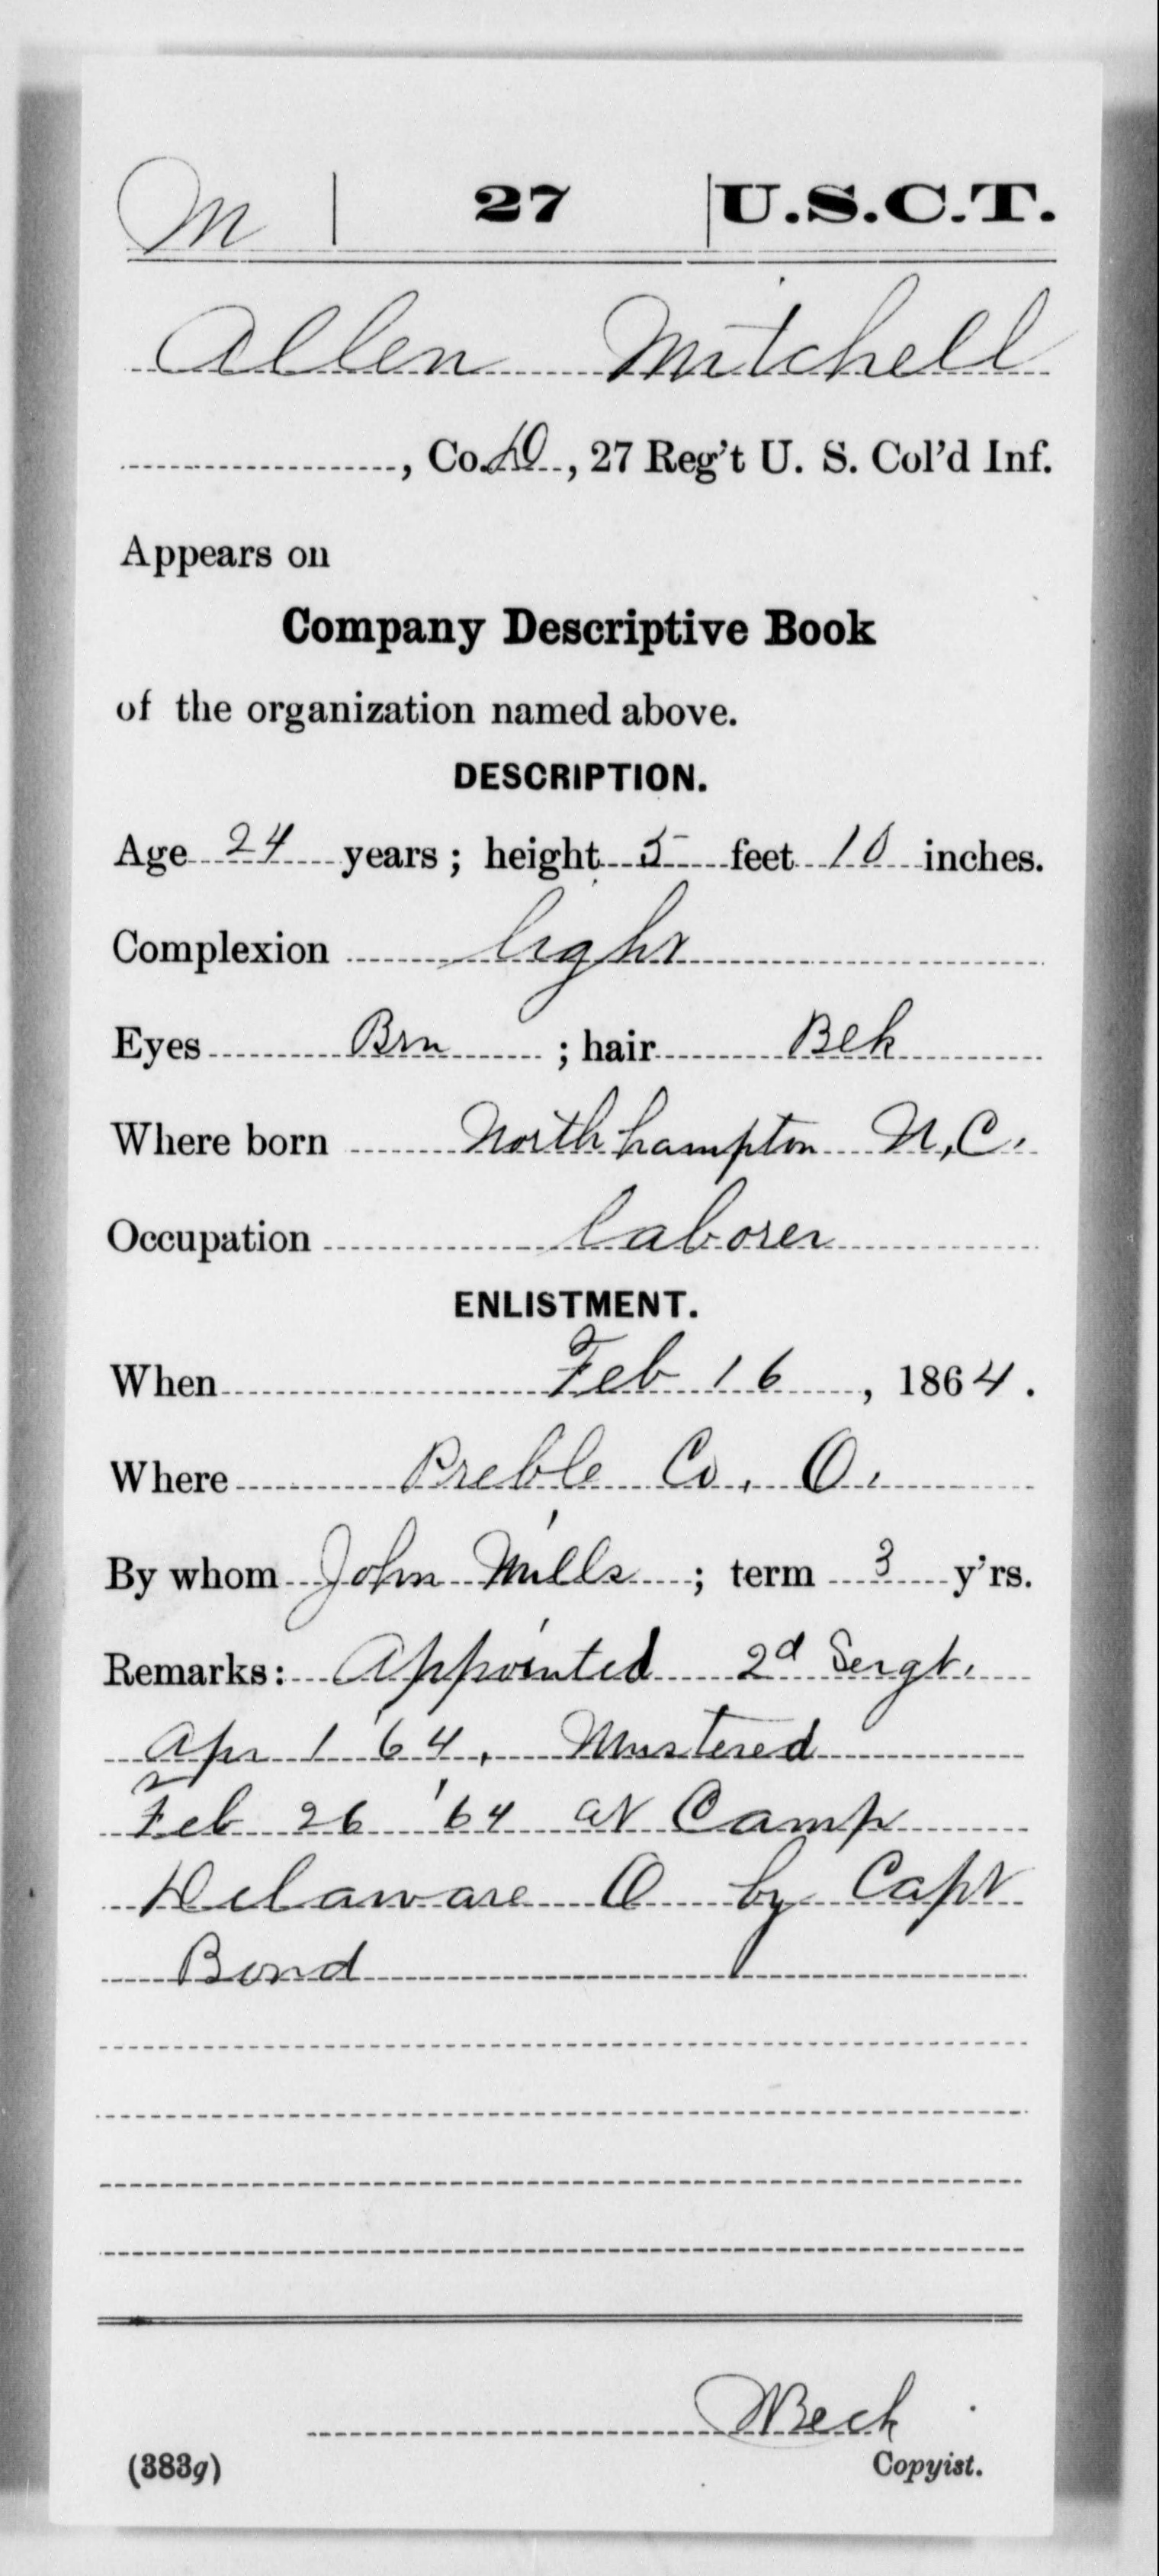 M | 27 | U.S.C.T.
Allen Mitchell
, Co. D, 27 Reg't U. S. Col'd Inf.
Appears on
Company Descriptive Book
of the organization named above.
DESCRIPTION.
Age 24 years; height 5 feet 10 inches.
Complexion light
Eyes Brn ; hair Blk
Where born Northhampton N.C.
Occupation laborer
ENLISTMENT.
When Feb 16, 1864.
Where Preble Co. O.
By whom John Mills; term 3 y'rs.
Remarks: Appointed 2d Sergt.
Apr 1 '64. Mustered
Feb 26 '64 at Camp
Delaware O by Capt
Bond
Beck
(383g) Copyist.